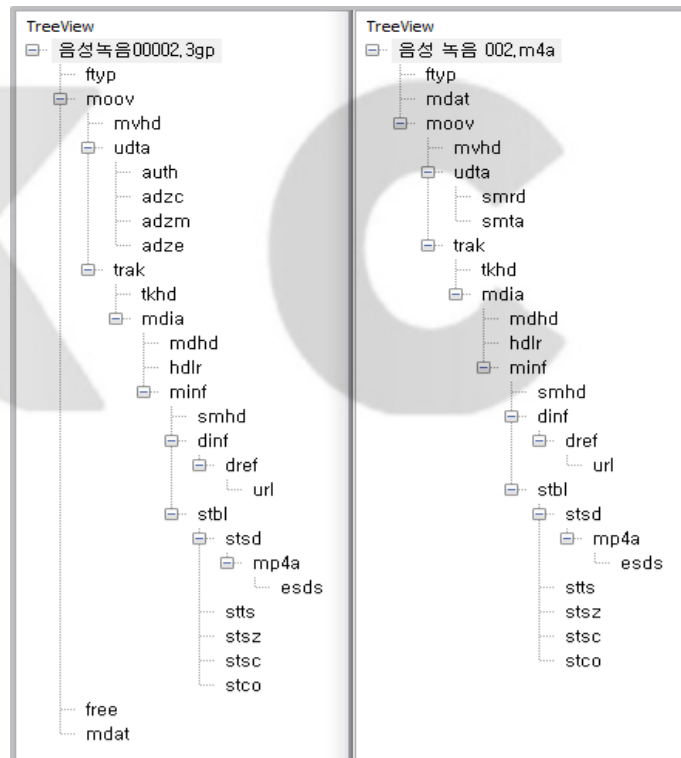 TreeView
음성녹음00002,3gp
ftyp
moov
mvhd
udta
auth
adzc
adzm
adze
trak
tkhd
mdia
mdhd
hdlr
minf
smhd
dinf
dref
url
stbl
stsd
mp4a
esds
stts
stsz
stsc
stco
free
mdat
TreeView
음성 녹음 002,m4a
ftyp
mdat
moov
mvhd
udta
smrd
smta
trak
tkhd
mdia
mdhd
hdlr
minf
smhd
dinf
dref
url
stbl
stsd
mp4a
esds
stts
stsz
stsc
stco